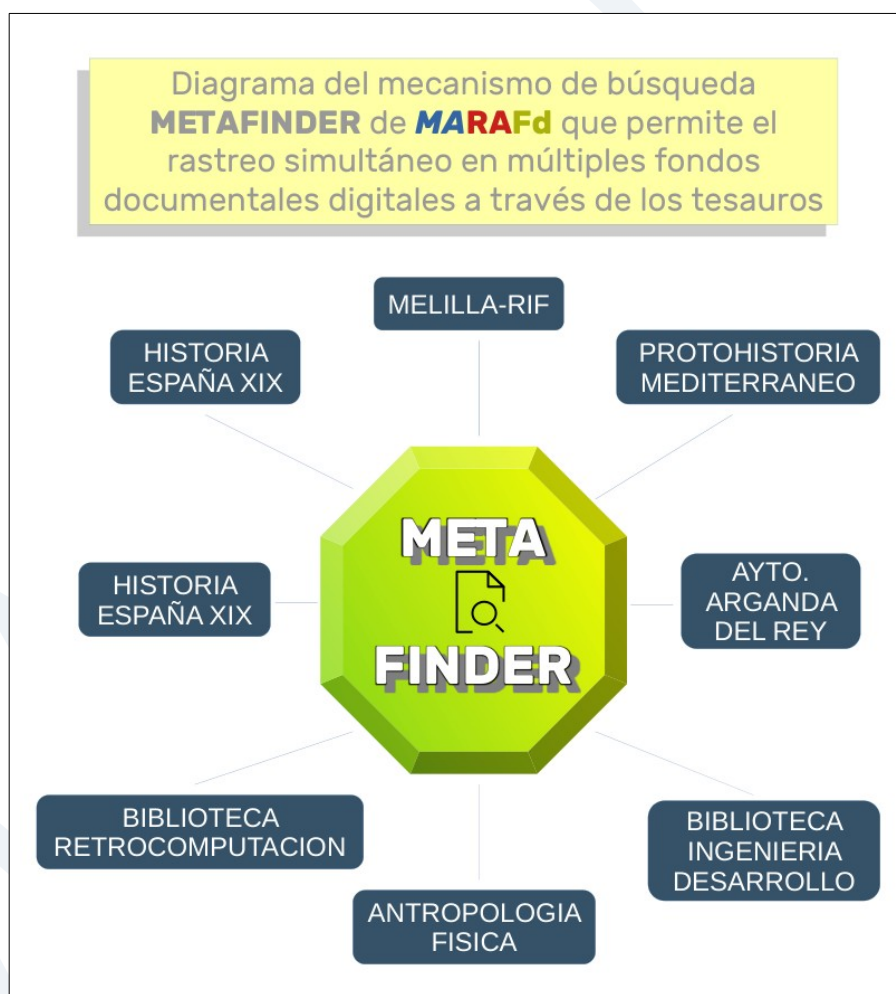 Diagrama del mecanismo de búsqueda
METAFINDER de MARAFd que permite el
rastreo simultáneo en múltiples fondos
documentales digitales a través de los tesauros
MELILLA-RIF
HISTORIA
ESPAÑA XIX
PROTOHISTORIA
MEDITERRANEO
META
FINDER
HISTORIA
ESPAÑA XIX
AYTO.
ARGANDA
DEL REY
BIBLIOTECA
RETROCOMPUTACION
BIBLIOTECA
INGENIERIA
DESARROLLO
ANTROPOLOGIA
FISICA